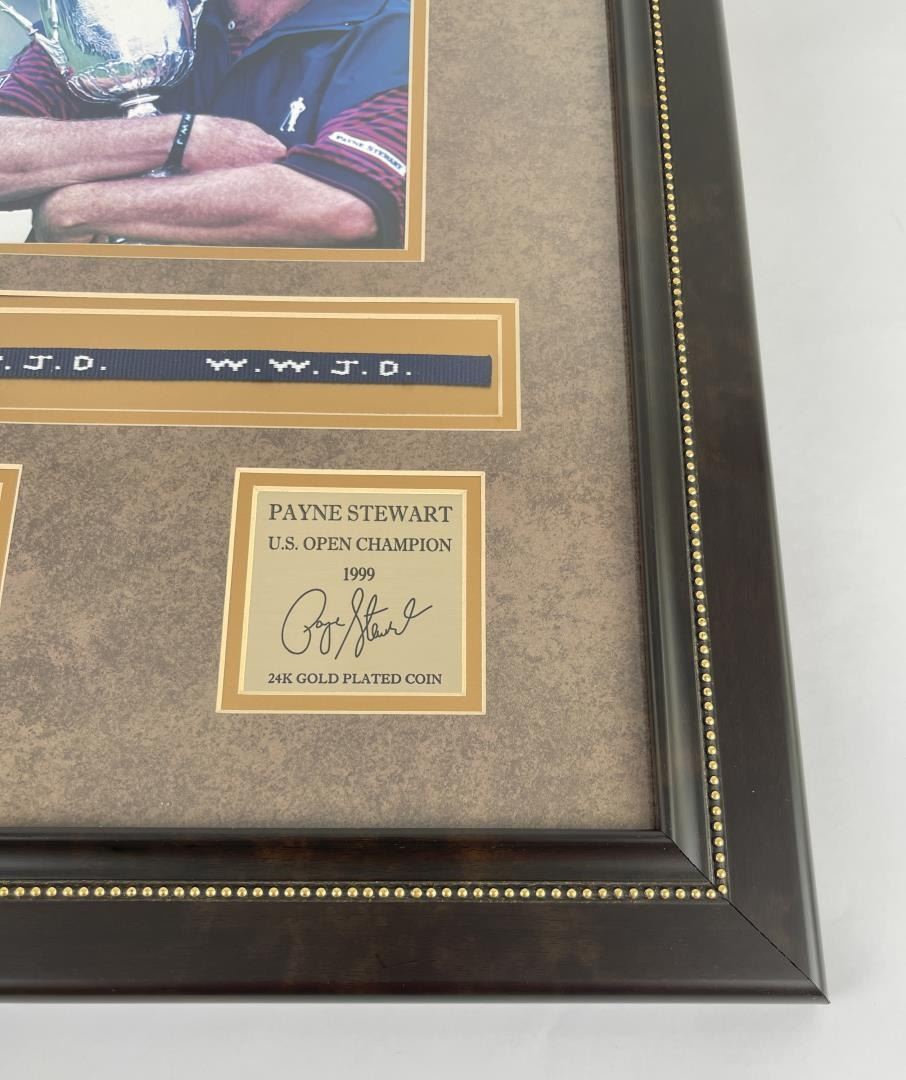 W.W.J
PAYNE STEWART
.J.D. W.W.J.D.
PAYNE STEWART
U.S. OPEN CHAMPION
1999
Payne Stewart
24K GOLD PLATED COIN